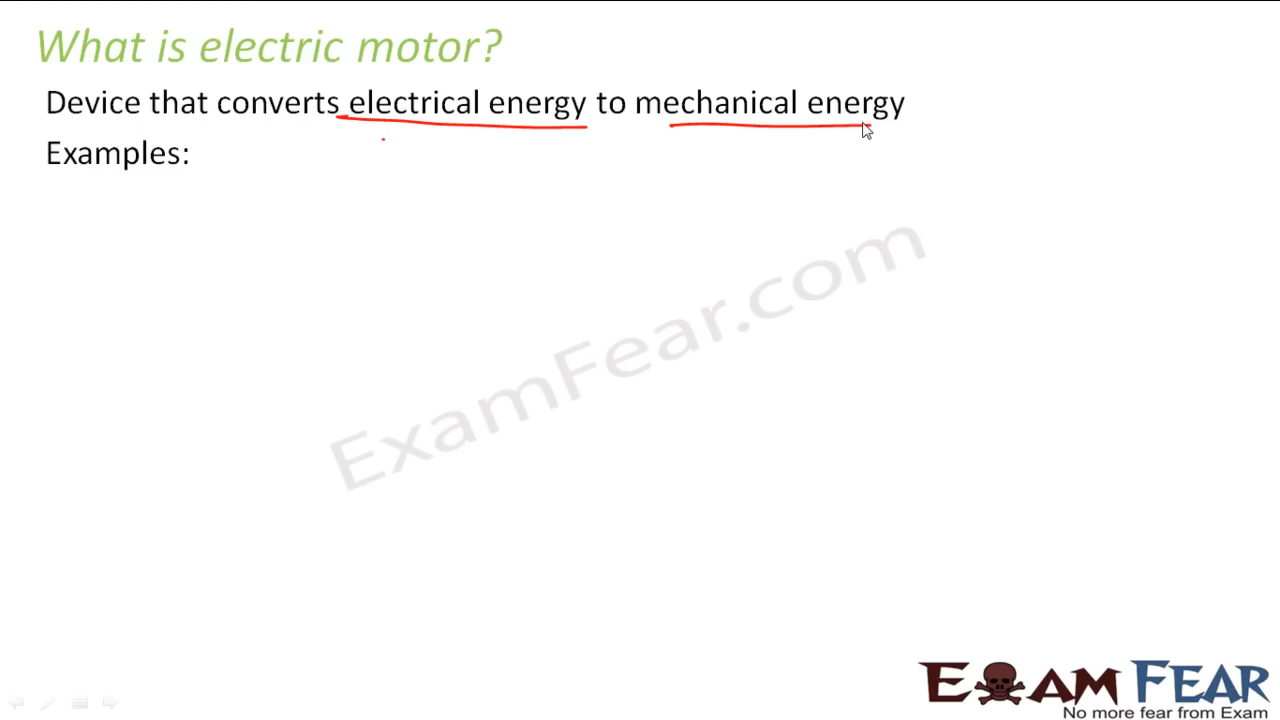 What is electric motor?
Device that converts electrical energy to mechanical energy
Examples:
ExamFear.com
EXAM FEAR
No more fear from Exam